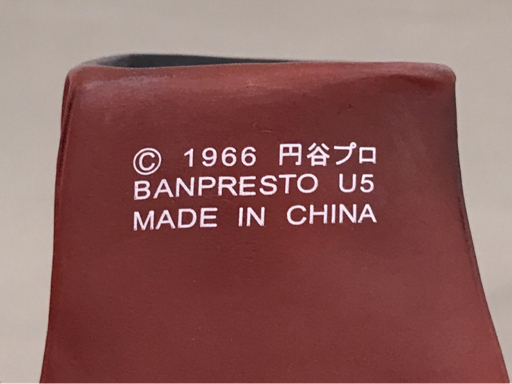 © 1966 円谷プロ
BANPRESTO U5
MADE IN CHINA